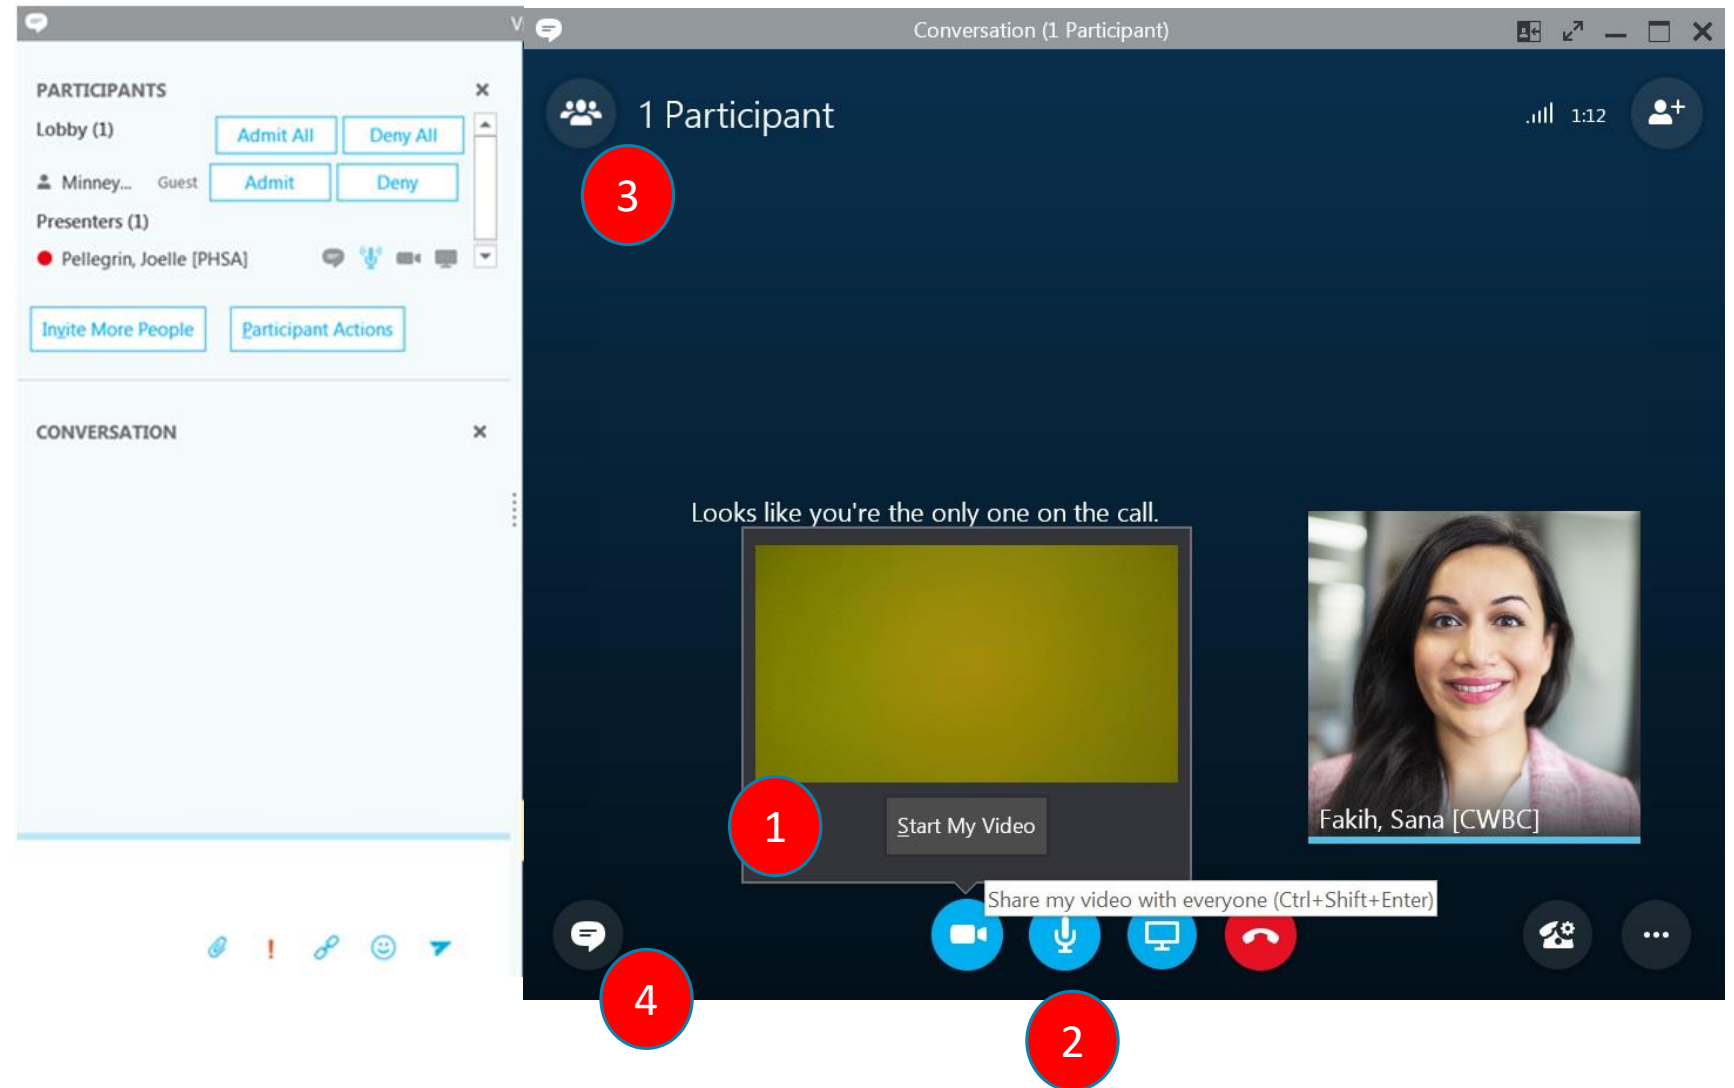 PARTICIPANTS
Lobby (1)
Admit All
Deny All
Minney...
Guest
Admit
Deny
Presenters (1)
Pellegrin, Joelle [PHSA]
Invite More People
Participant Actions
CONVERSATION
Conversation (1 Participant)
1 Participant
1:12
3
Looks like you're the only one on the call.
1
Start My Video
Fakih, Sana [CWBC]
Share my video with everyone (Ctrl+Shift+Enter)
4
2